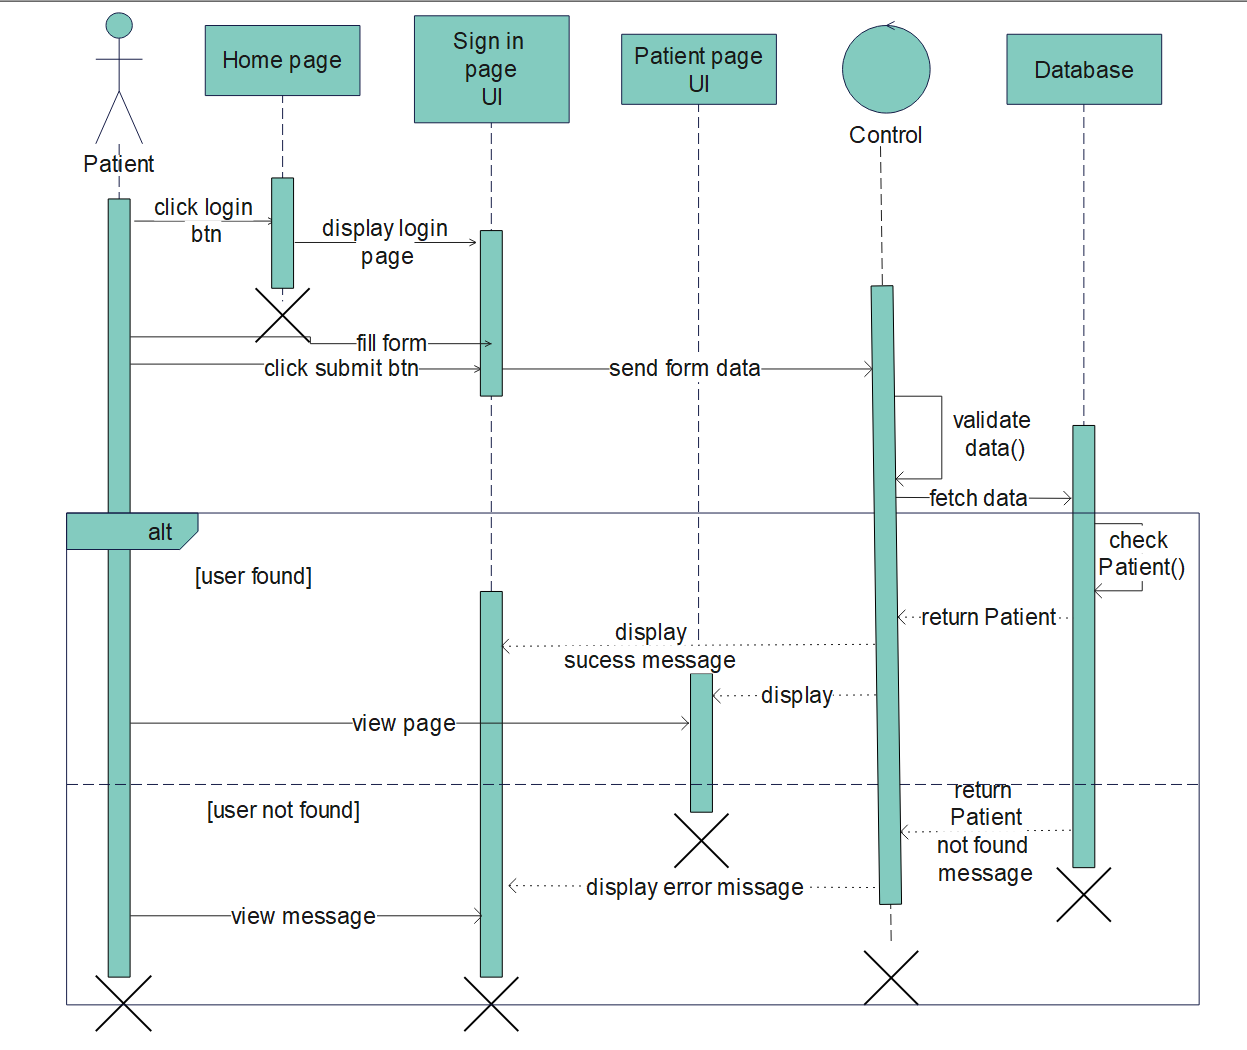 Home page
Sign in
page
UI
Patient page
UI
Database
Control
Patient
click login
btn
display login
page
fill form
click submit btn
send form data
validate
data()
fetch data
alt
check
Patient()
[user found]
return Patient
display
sucess message
display
view page
return
Patient
not found
message
[user not found]
display error missage
view message